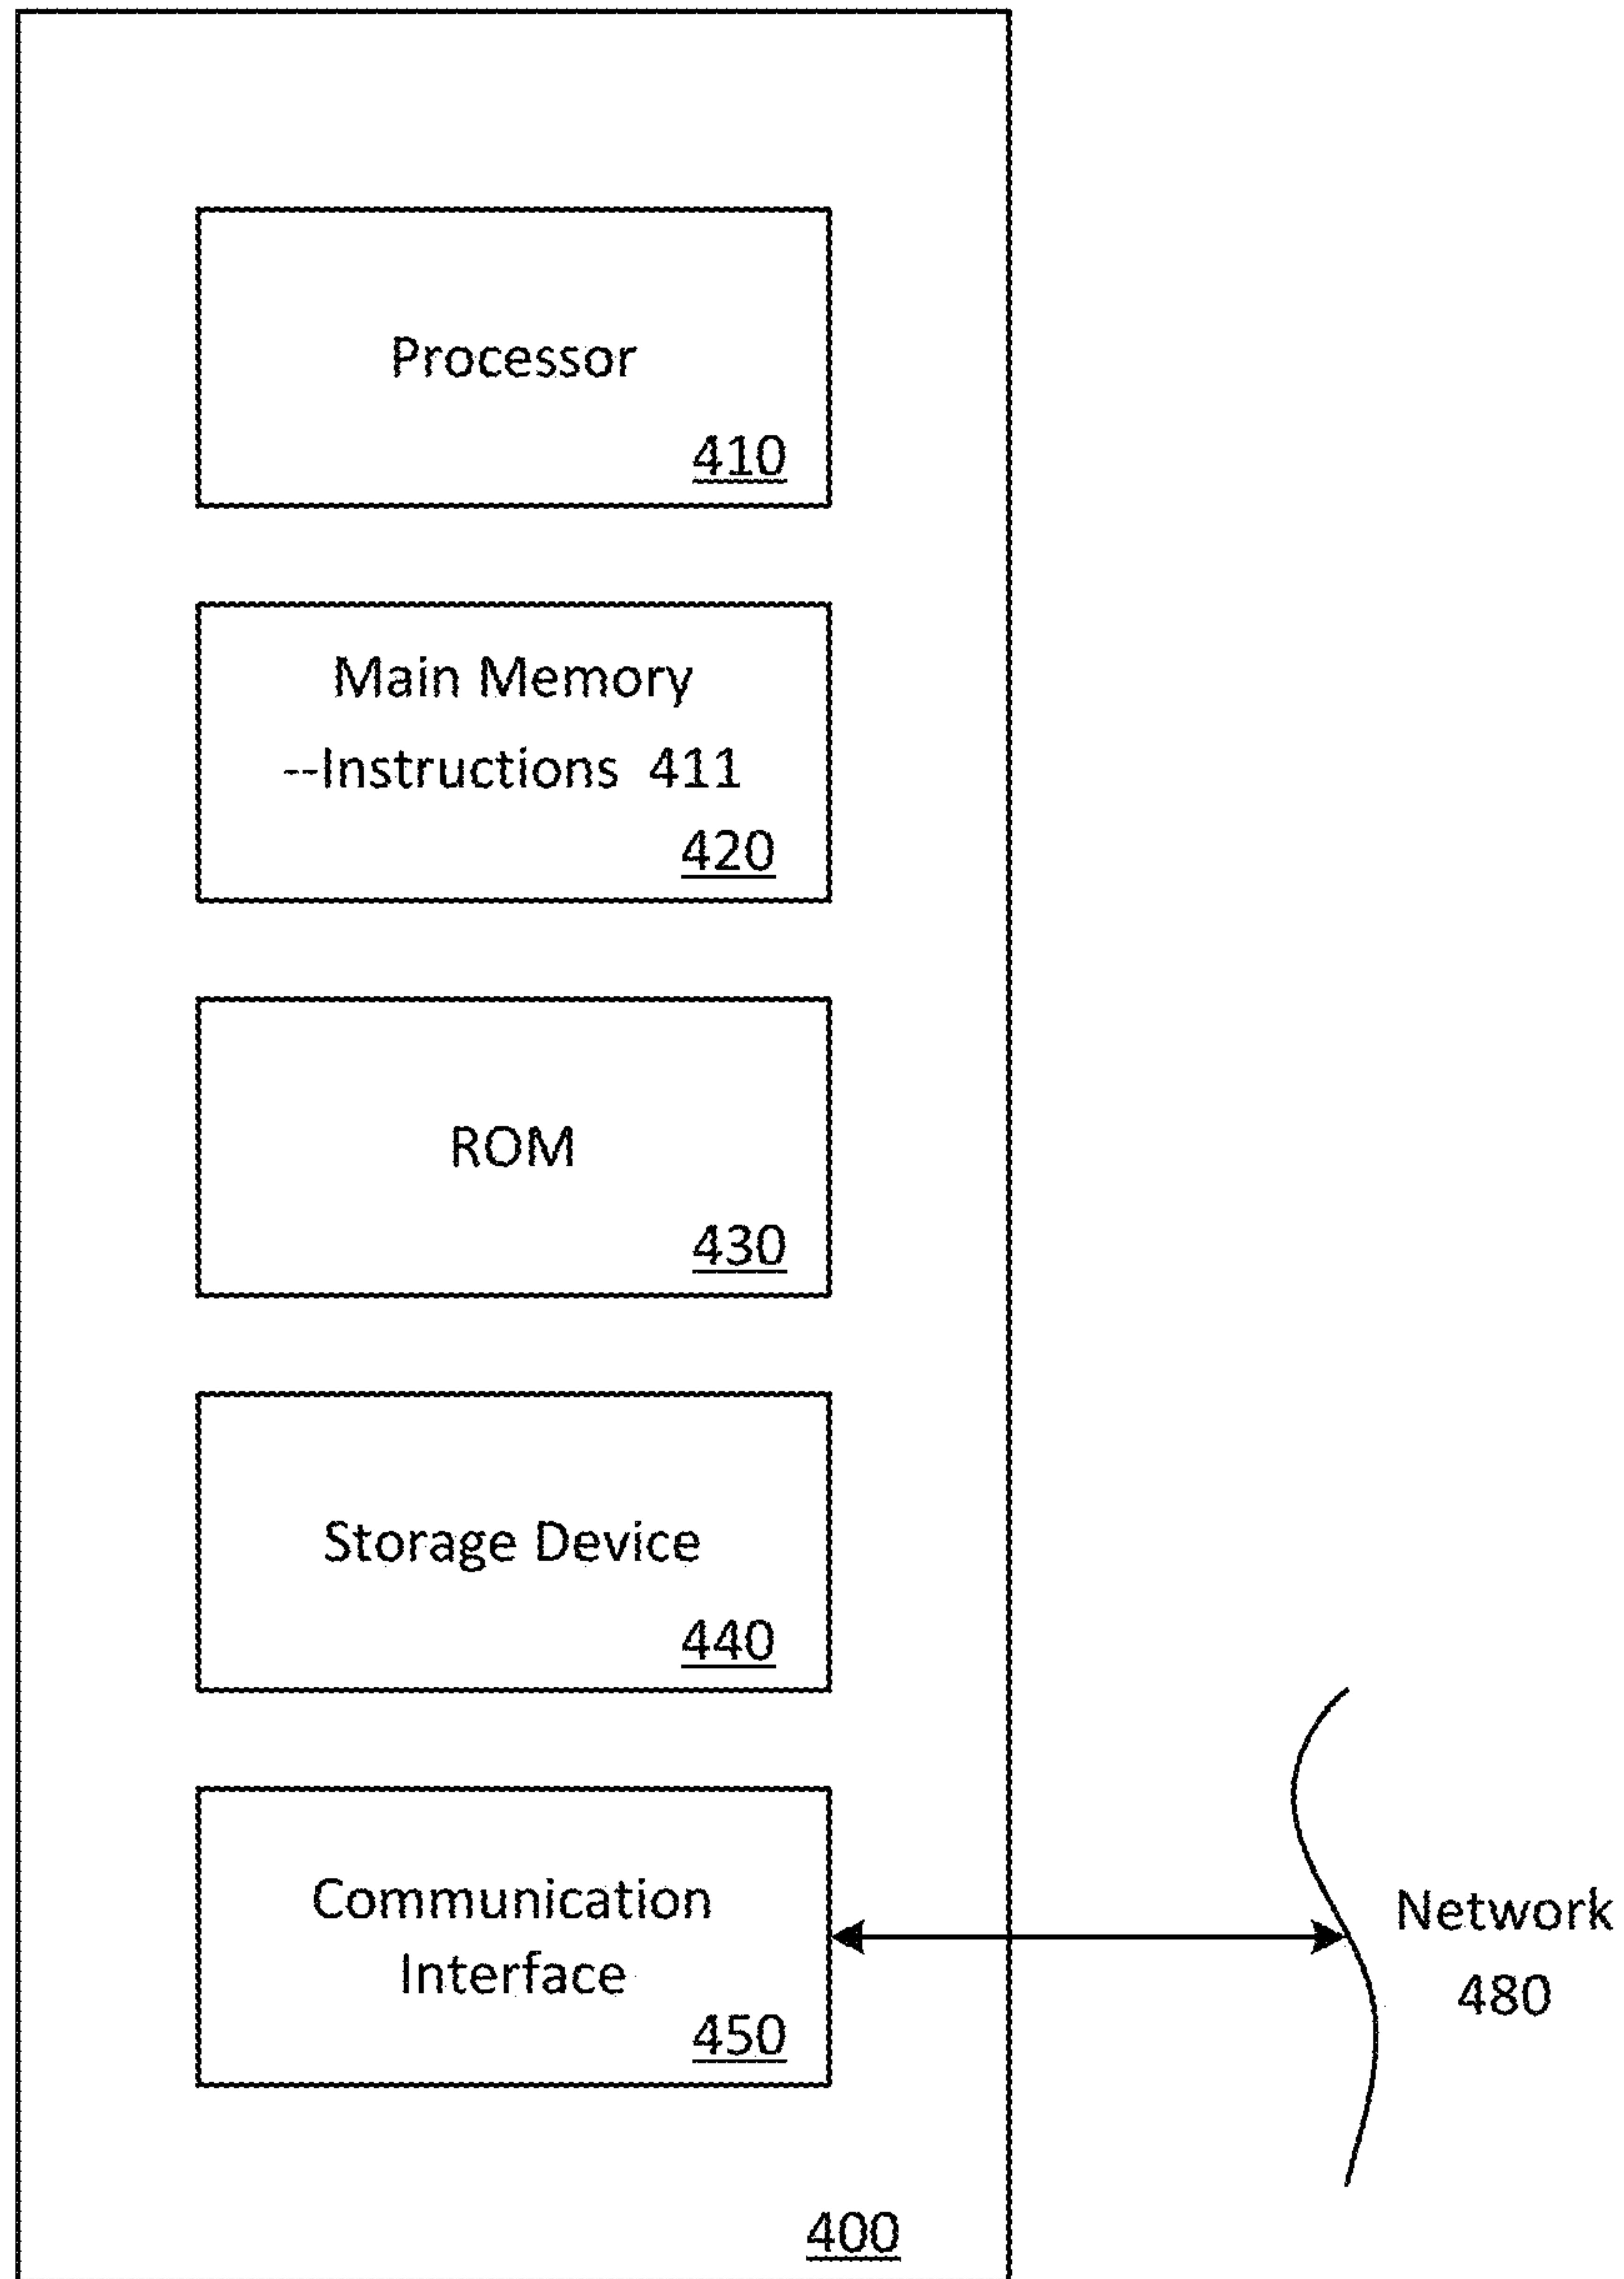 Processor
410
Main Memory
--Instructions 411
420
ROM
430
Storage Device
440
Communication
Interface
450
Network
480
400